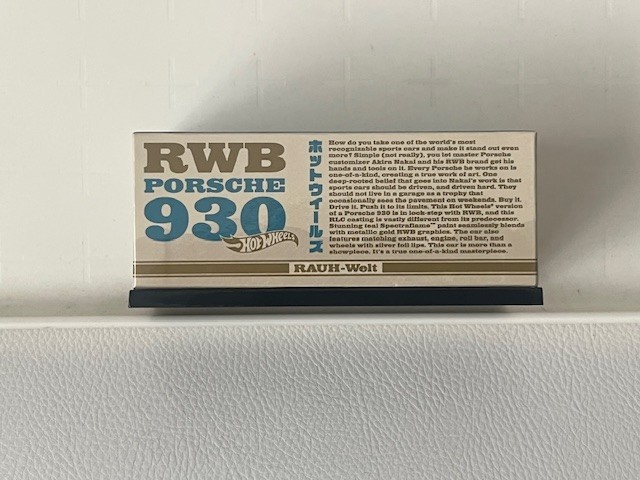 RWB
PORSCHE
930
HOT WHEELS
ホットウイールズ
How do you take one of the world's most
recognizable sports cars and make it stand out even
more? Simple (not really), you let master Porsche
customizer Akira Nakai and his RWB brand get his
hands and tools on it. Every Porsche he works on is
one-of-a-kind, creating a true work of art. One
deep-rooted belief that goes into Nakai's work is that
sports cars should be driven, and driven hard. They
should not live in a garage as a trophy that
occasionally sees the pavement on weekends. Buy it.
Drive it. Push it to its limits. This Hot Wheels® version
of a Porsche 930 is in lock-step with RWB, and this
RLC casting is vastly different from its predecessor.
Stunning teal Spectraflame™ paint seamlessly blends
with metallic gold RWB graphics. The car also
features matching exhaust, engine, roll bar, and
wheels with silver foil lips. This car is more than a
showpiece. It's a true one-of-a-kind masterpiece.
RAUH-Welt